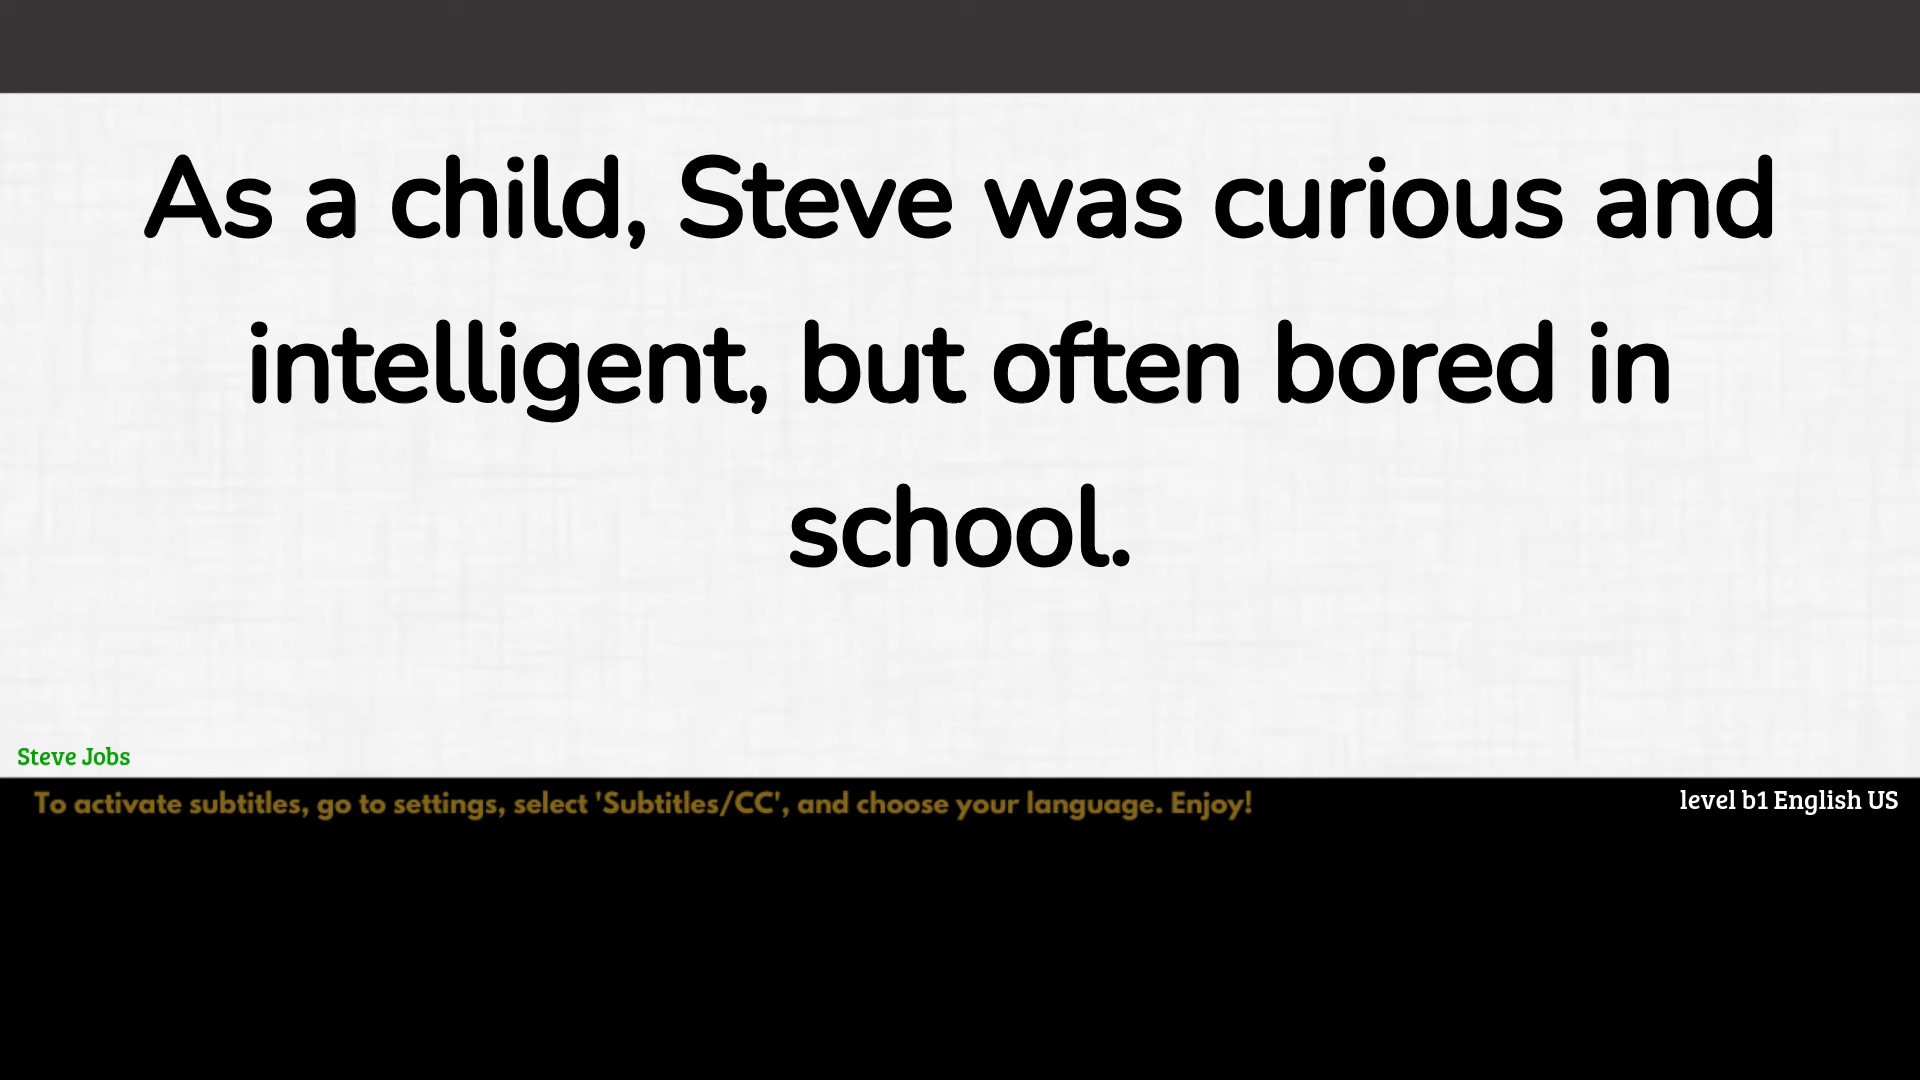 As a child, Steve was curious and
intelligent, but often bored in
school.
Steve Jobs
To activate subtitles, go to settings, select 'Subtitles/CC', and choose your language. Enjoy!
level b1 English US